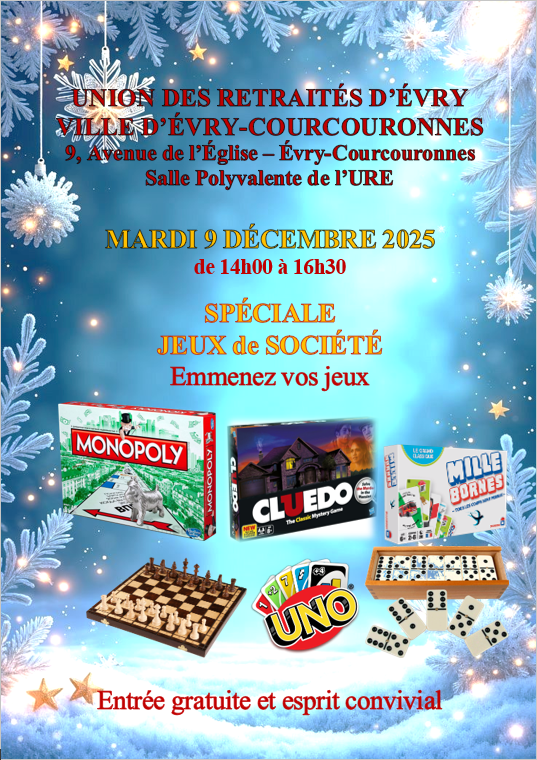 UNION DES RETRAITÉS D'ÉVRY
VILLE D'ÉVRY-COURCOURONNES
9, Avenue de l'Église – Évry-Courcouronnes
Salle Polyvalente de l'URE
MARDI 9 DÉCEMBRE 2025
de 14h00 à 16h30
SPÉCIALE
JEUX de SOCIÉTÉ
Emmenez vos jeux
MONOPOLY
CLUEDO
The Classic Mystery Game
MILLE
BORNES
UNO
Entrée gratuite et esprit convivial